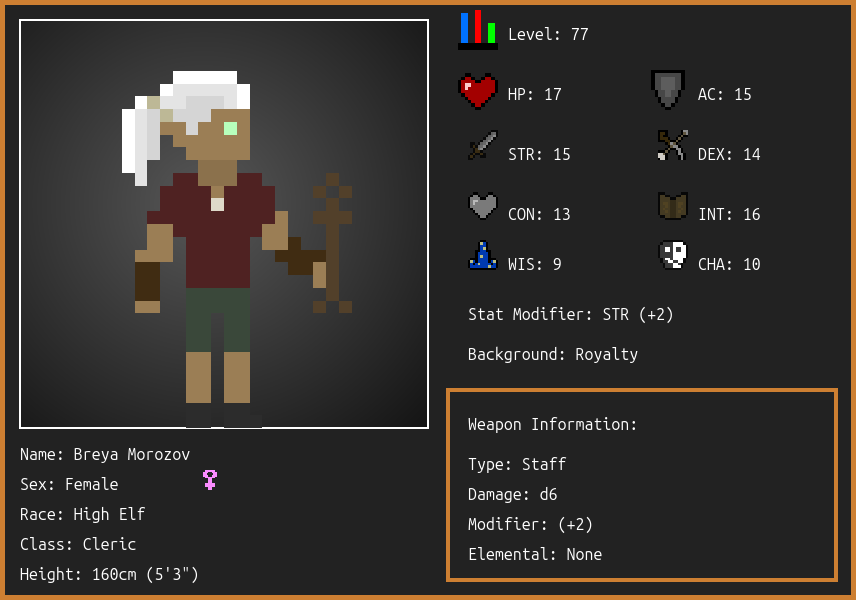 Level: 77
HP: 17
AC: 15
STR: 15
DEX: 14
CON: 13
INT: 16
WIS: 9
CHA: 10
Stat Modifier: STR (+2)
Background: Royalty
Weapon Information:
Type: Staff
Damage: d6
Modifier: (+2)
Elemental: None
Name: Breya Morozov
Sex: Female
Race: High Elf
Class: Cleric
Height: 160cm (5'3")